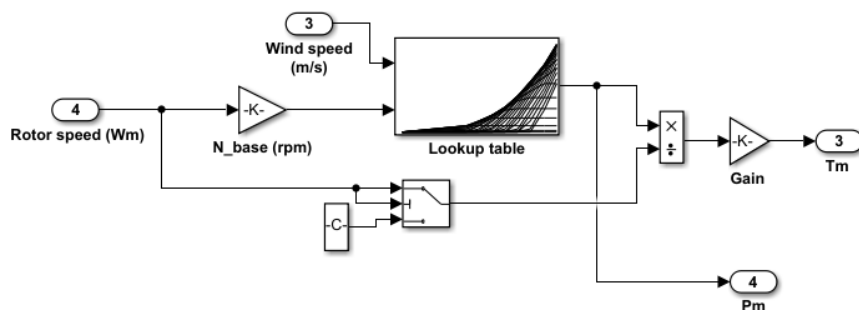 3
Wind speed
(m/s)
4
Rotor speed (Wm)
-K-
N_base (rpm)
Lookup table
×
÷
-K-
Gain
3
Tm
-C-
4
Pm